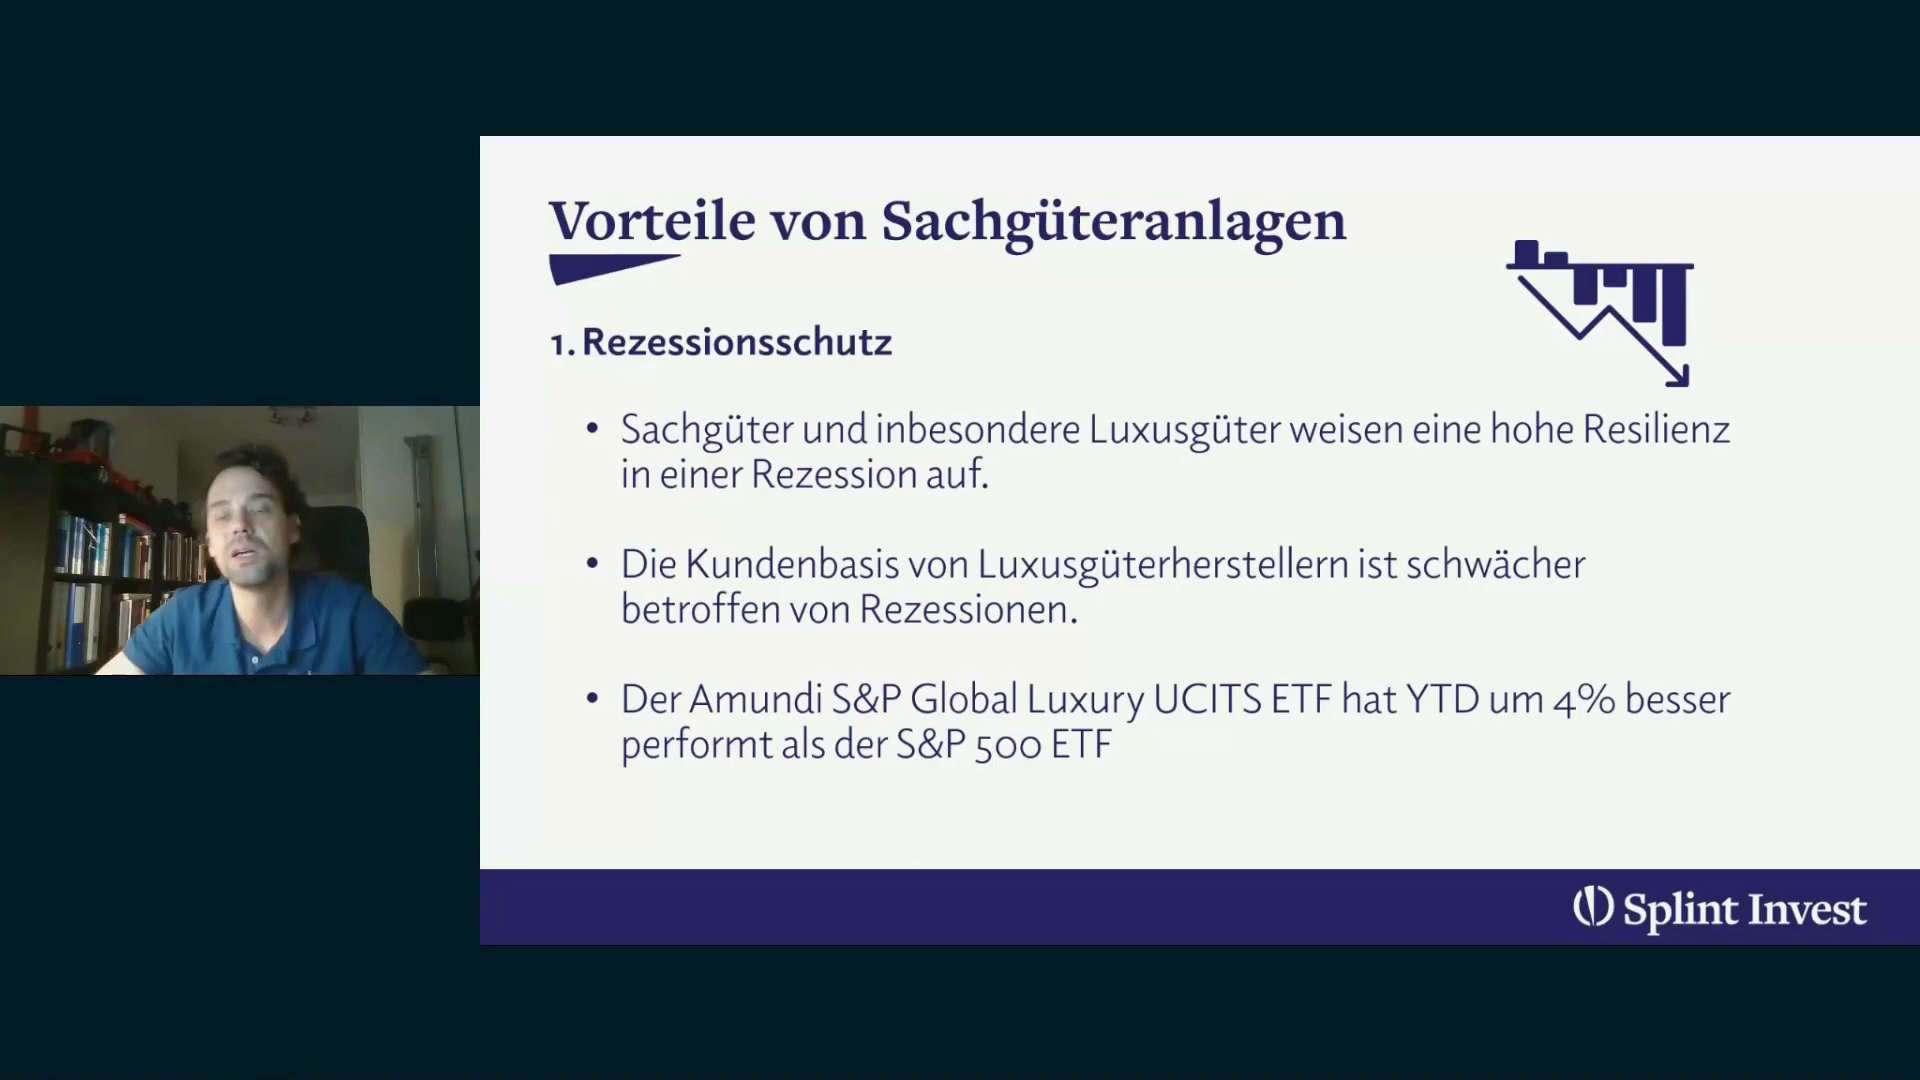 Vorteile von Sachgüteranlagen
1. Rezessionsschutz
• Sachgüter und inbesondere Luxusgüter weisen eine hohe Resilienz
in einer Rezession auf.
• Die Kundenbasis von Luxusgüterherstellern ist schwächer
betroffen von Rezessionen.
• Der Amundi S&P Global Luxury UCITS ETF hat YTD um 4% besser
performt als der S&P 500 ETF
Splint Invest